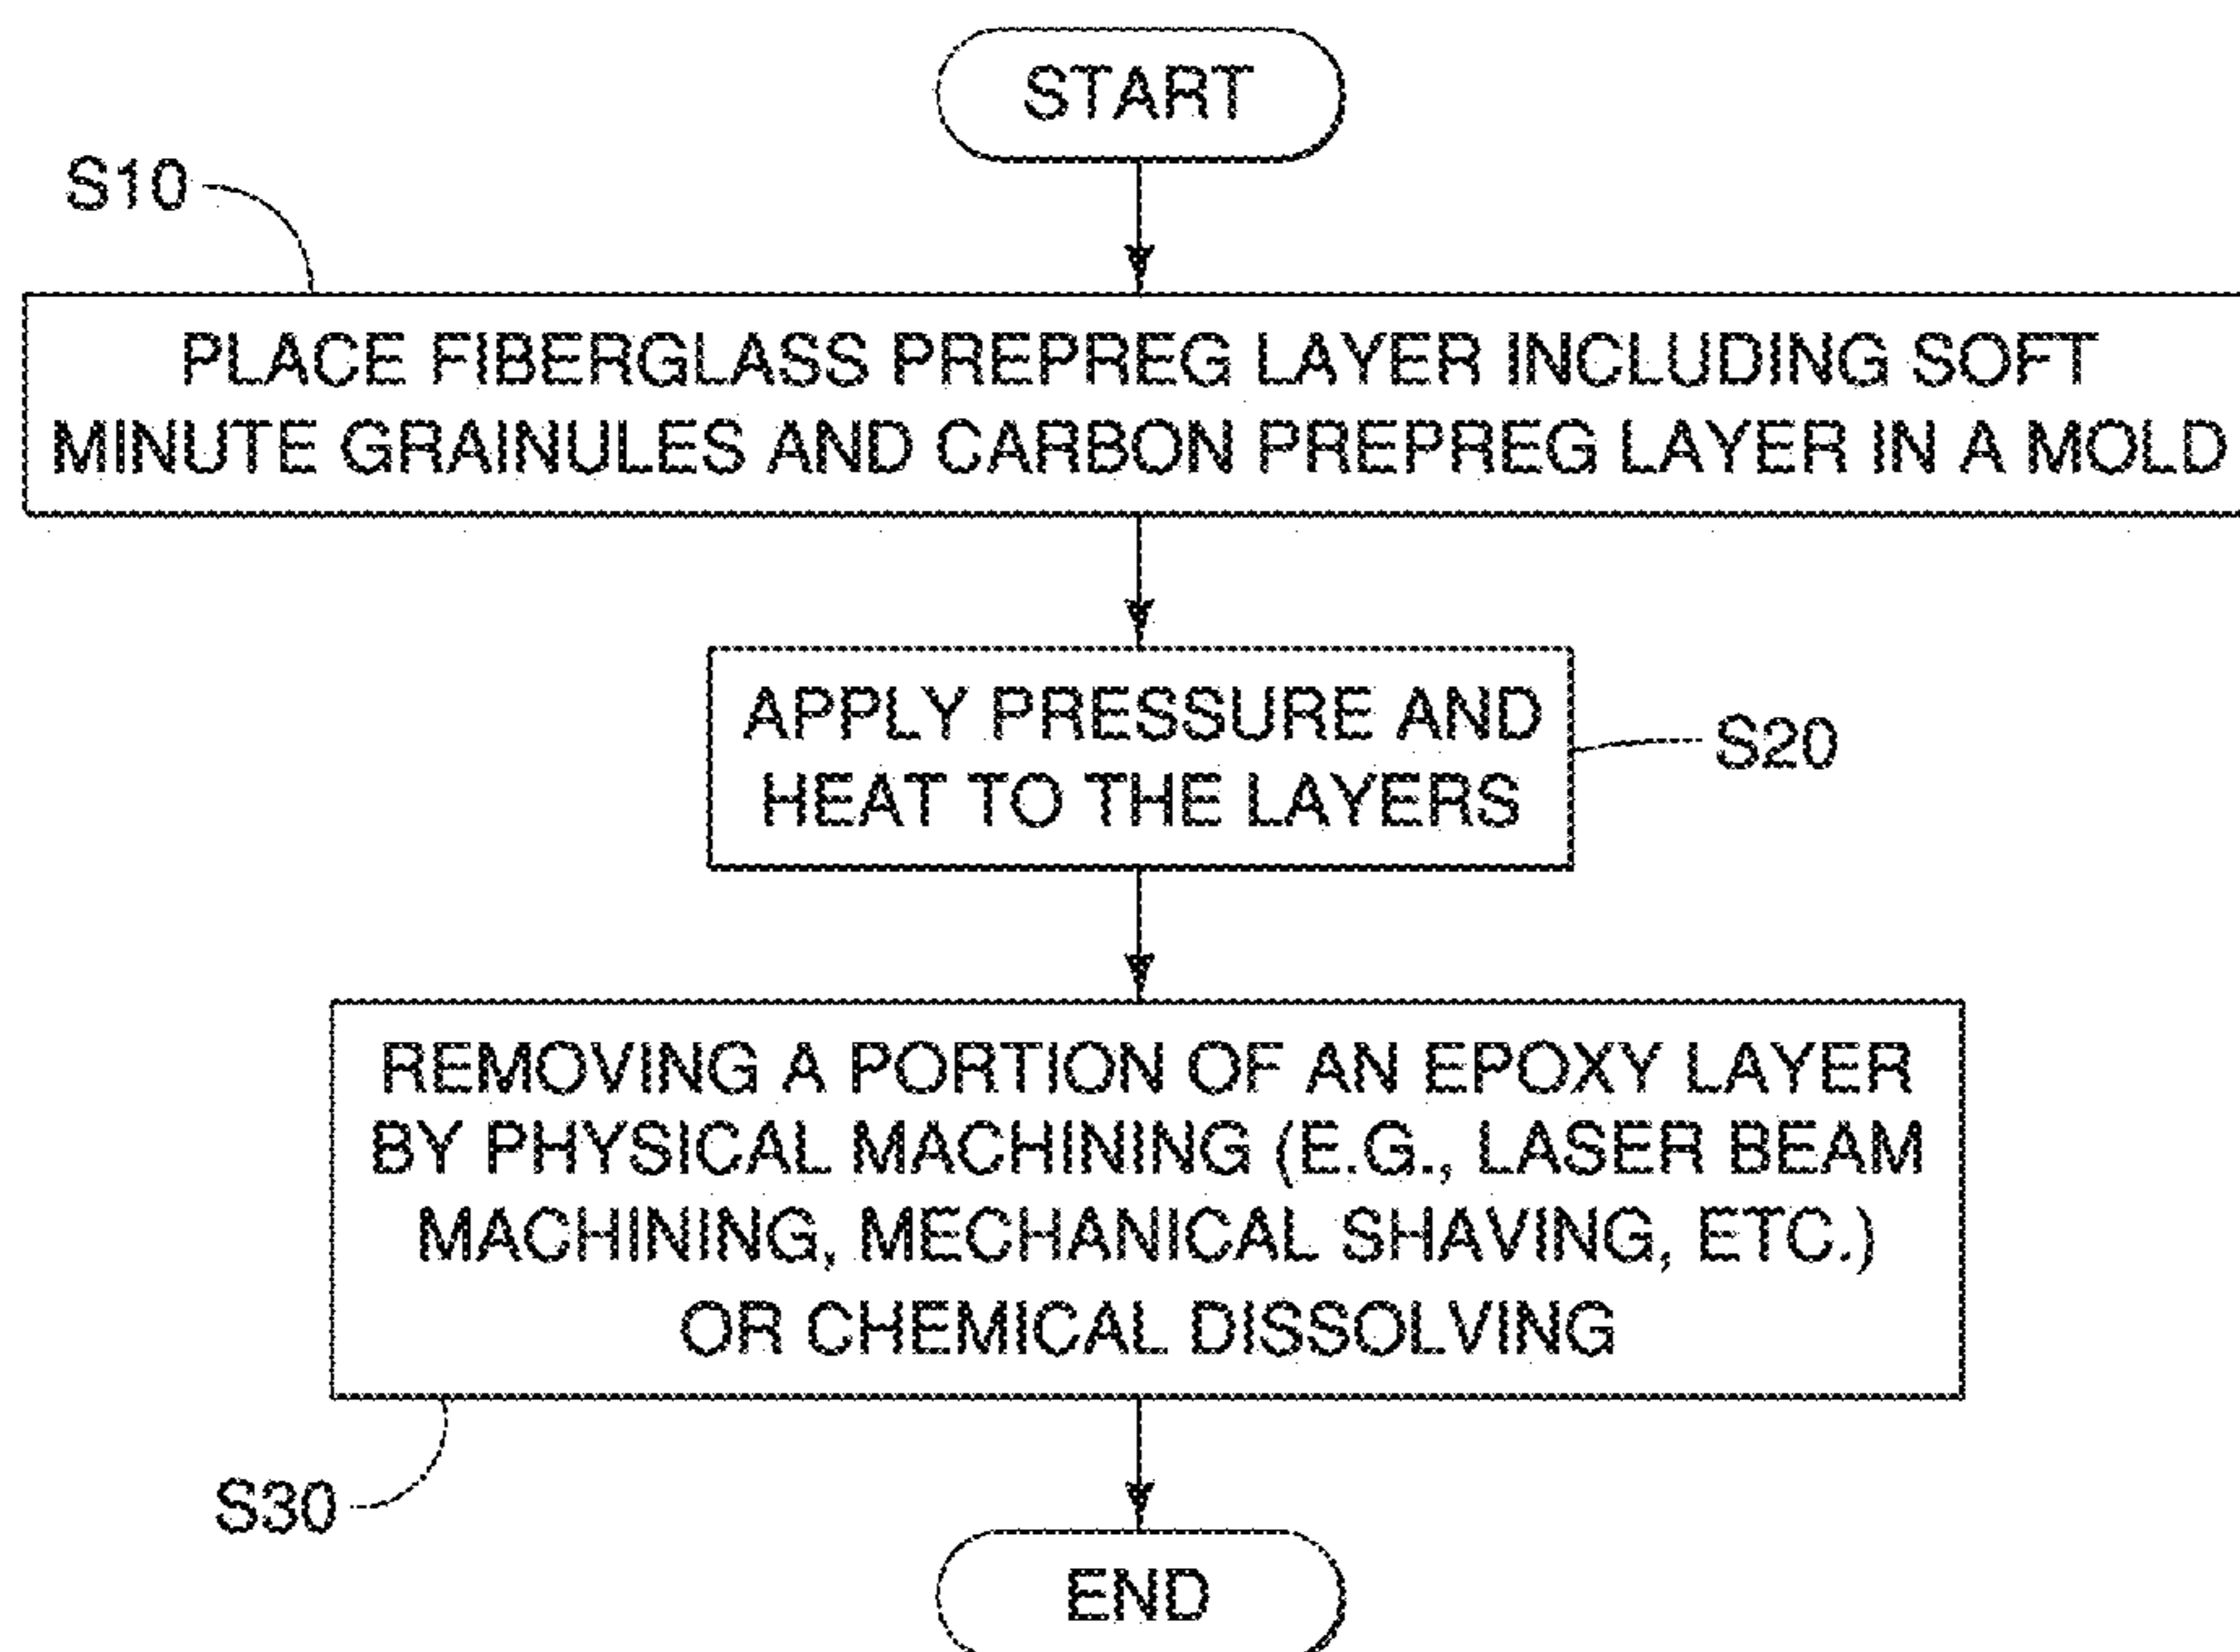 START
S10
PLACE FIBERGLASS PREPREG LAYER INCLUDING SOFT
MINUTE GRAINULES AND CARBON PREPREG LAYER IN A MOLD
APPLY PRESSURE AND
HEAT TO THE LAYERS
S20
REMOVING A PORTION OF AN EPOXY LAYER
BY PHYSICAL MACHINING (E.G., LASER BEAM
MACHINING, MECHANICAL SHAVING, ETC.)
OR CHEMICAL DISSOLVING
S30
END